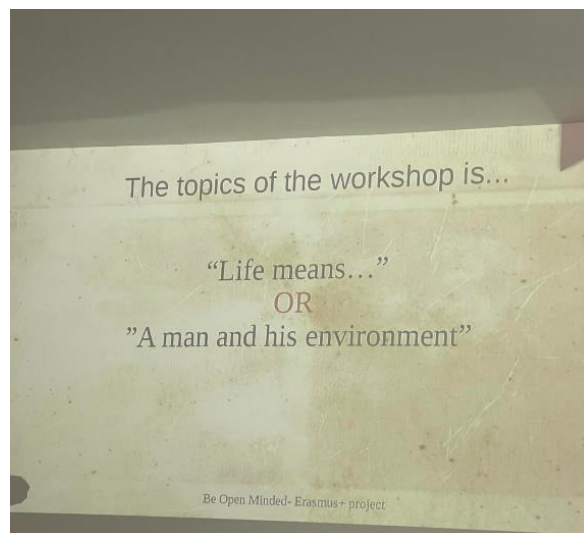 The topics of the workshop is...
“Life means...”
OR
”A man and his environment”
Be Open Minded- Erasmus+ project